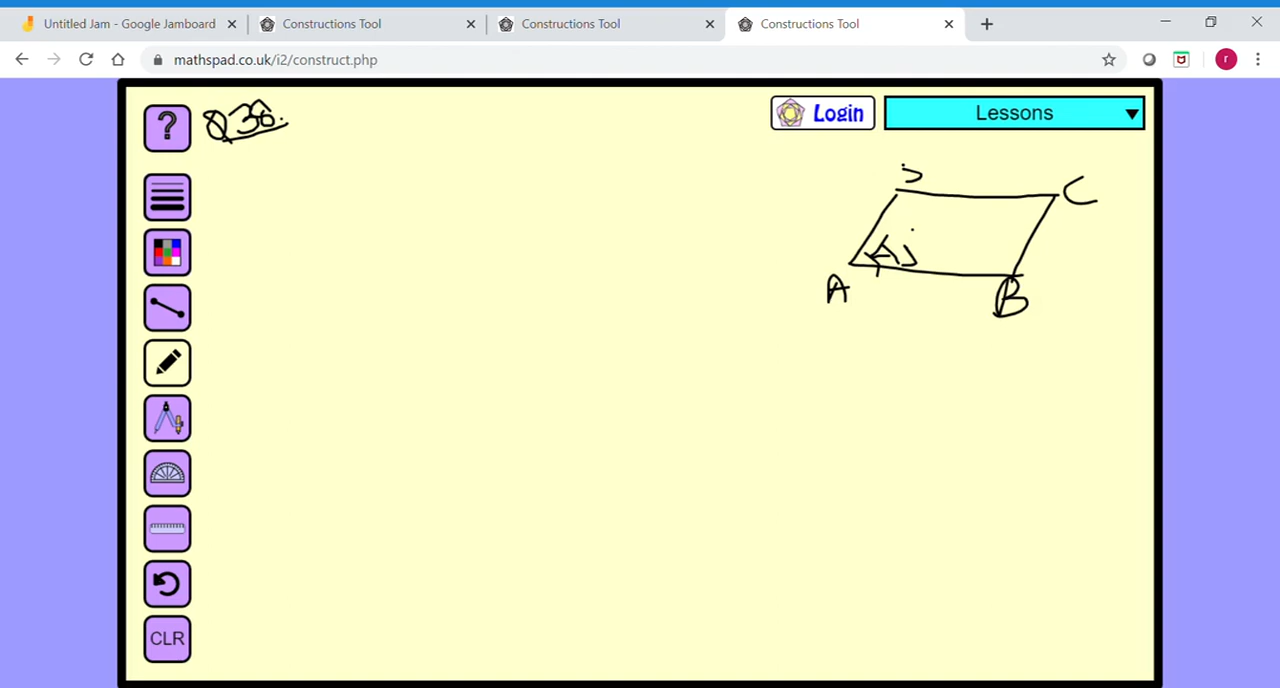 Untitled Jam - Google Jamboard
Constructions Tool
Constructions Tool
Constructions Tool
mathspad.co.uk/i2/construct.php
r
?
Q38.
Login
Lessons
C
A
B
CLR